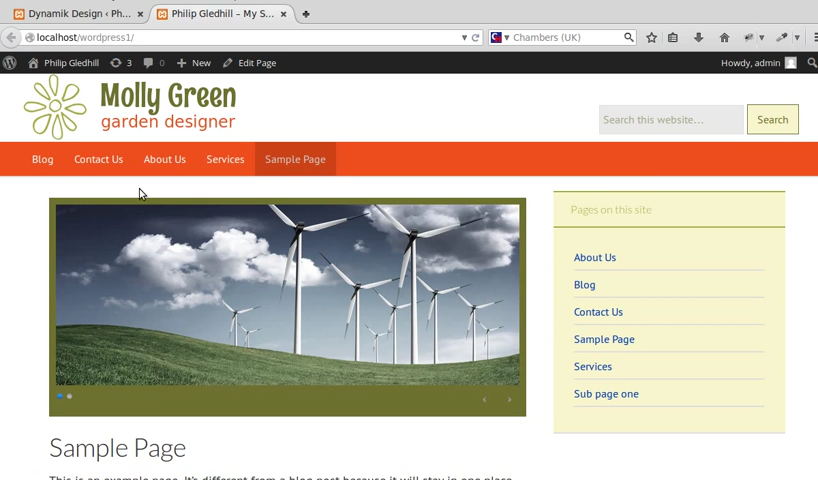 Dynamik Design ‹ Ph...
Philip Gledhill – My S...
localhost/wordpress1/
Chambers (UK)
Philip Gledhill
3
0
New
Edit Page
Howdy, admin
Molly Green
garden designer
Search this website...
Search
Blog
Contact Us
About Us
Services
Sample Page
Pages on this site
About Us
Blog
Contact Us
Sample Page
Services
Sub page one
Sample Page
This is an example page. It's different from a blog post because it will stay in one place